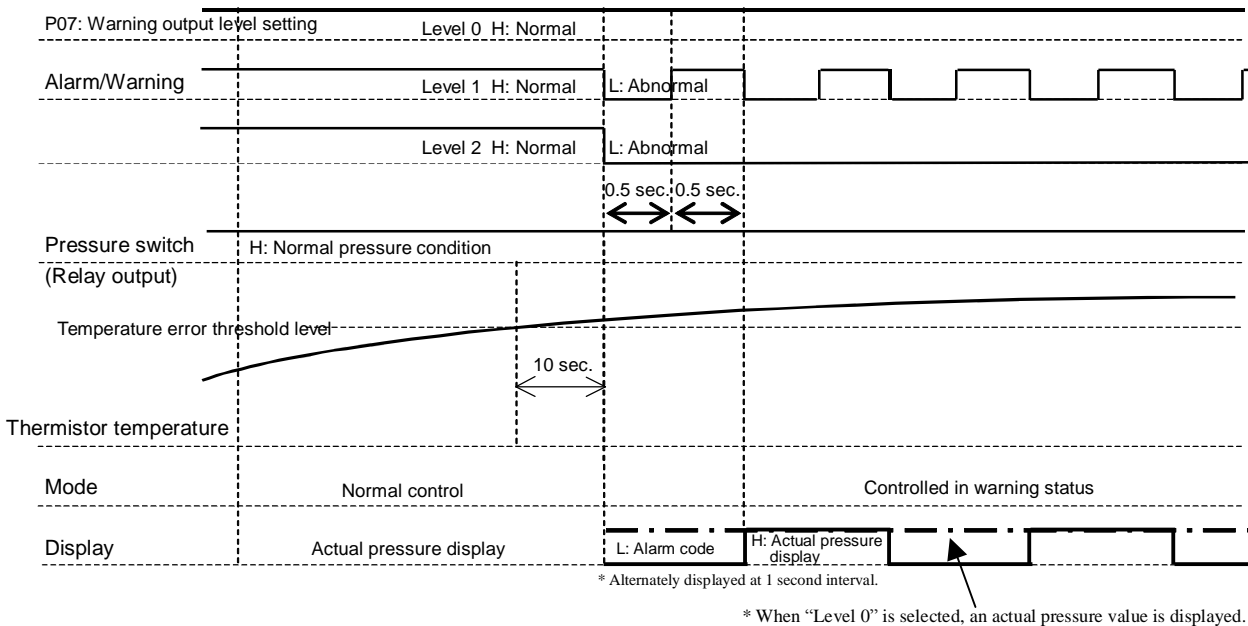 P07: Warning output level setting
Level 0 H: Normal
Alarm/Warning
Level 1 H: Normal
L: Abnormal
Level 2 H: Normal
L: Abnormal
0.5 sec.
0.5 sec.
Pressure switch
(Relay output)
H: Normal pressure condition
Temperature error threshold level
10 sec.
Thermistor temperature
Mode
Normal control
Controlled in warning status
Display
Actual pressure display
L: Alarm code
H: Actual pressure
display
* Alternately displayed at 1 second interval.
* When “Level 0” is selected, an actual pressure value is displayed.